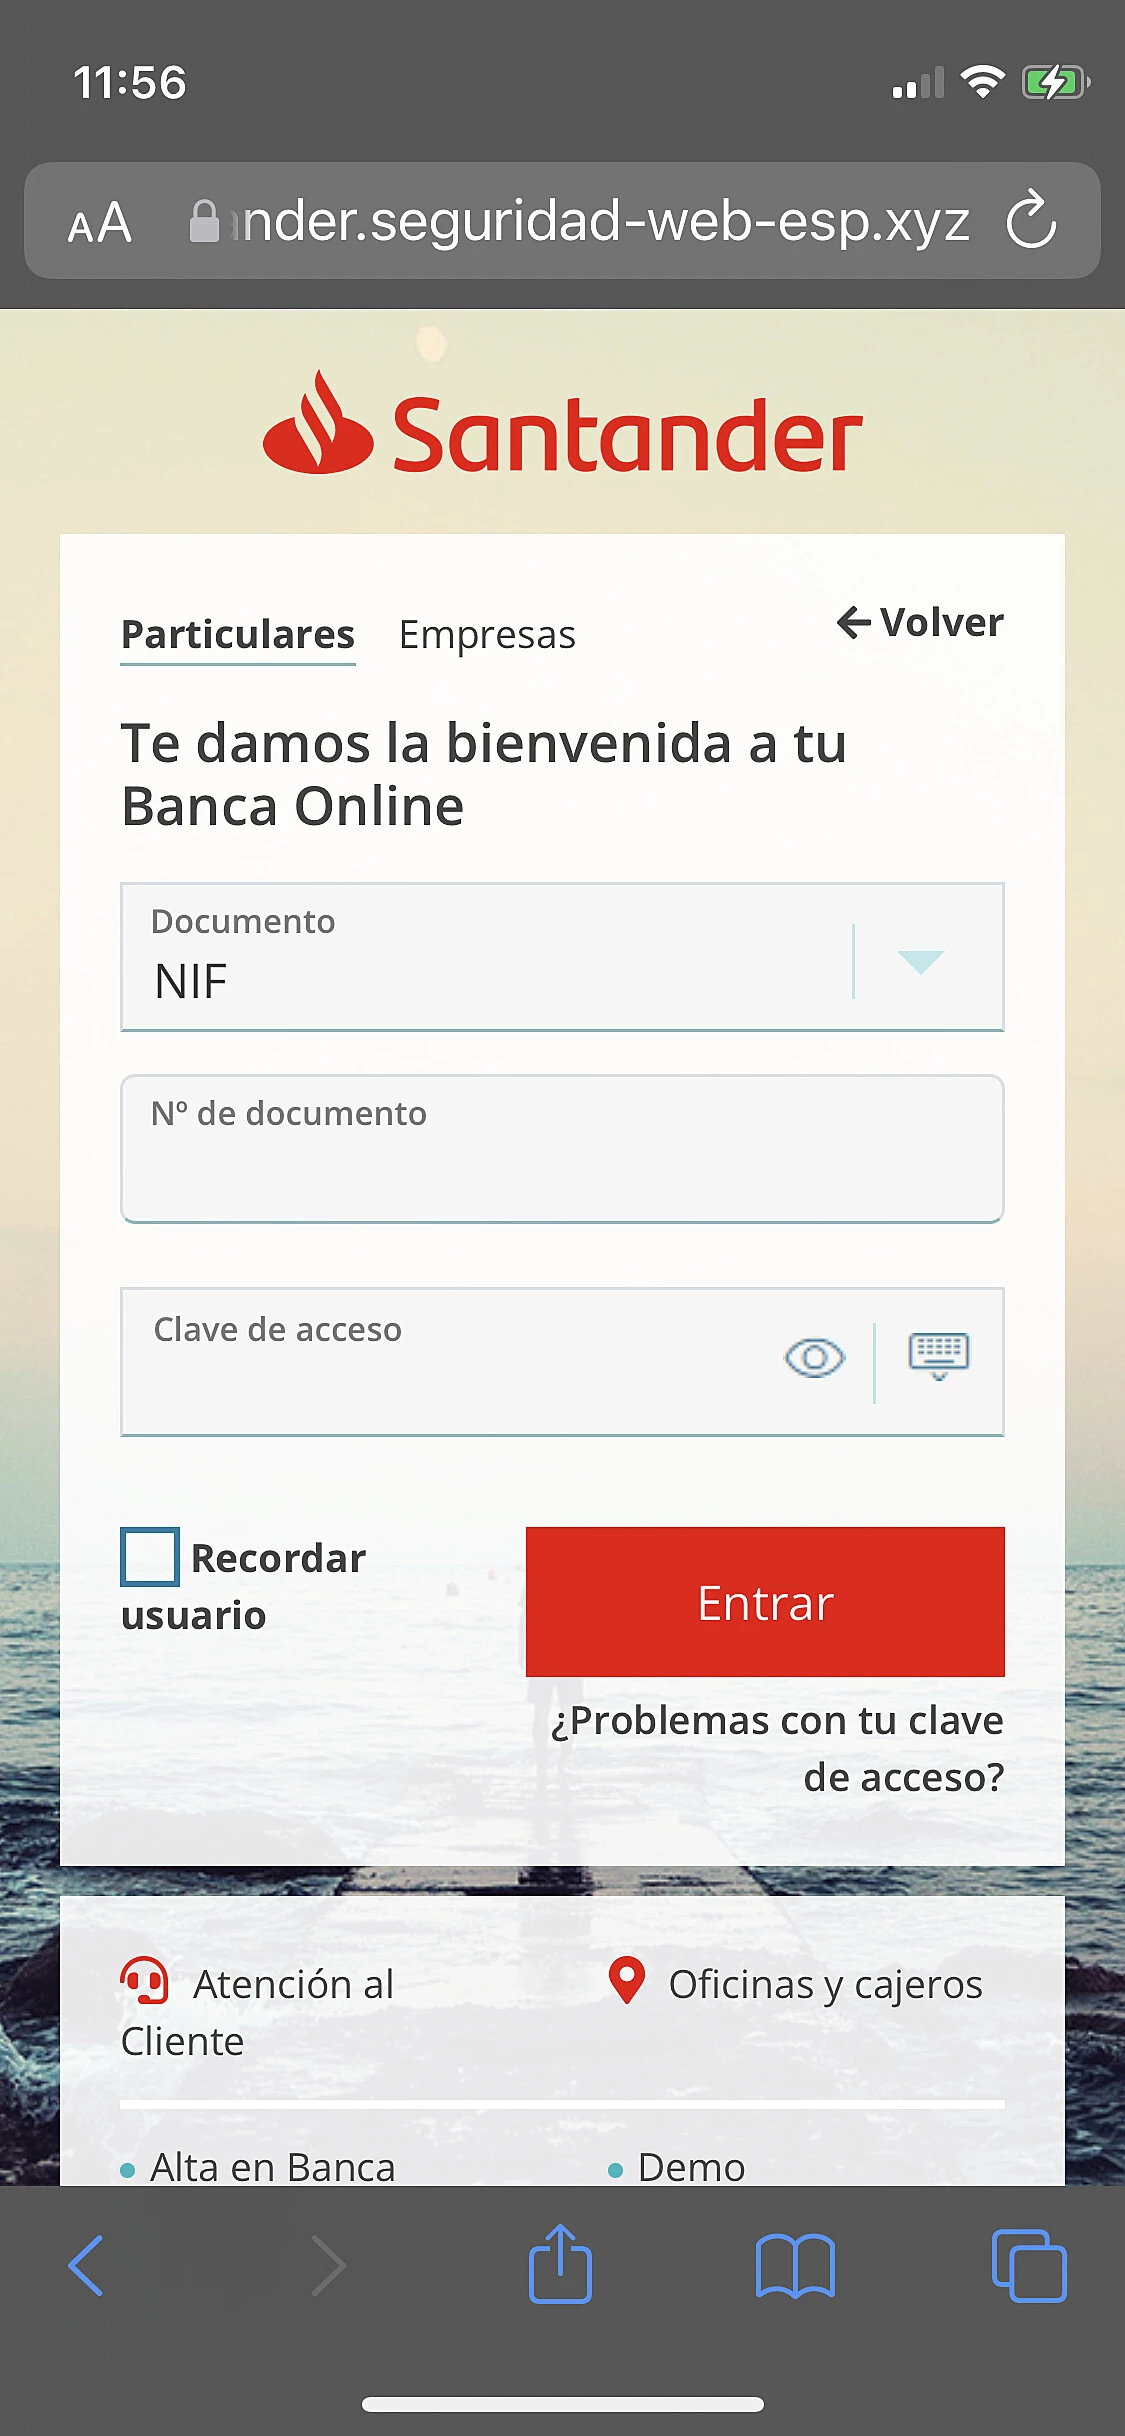 11:56
AA nder.seguridad-web-esp.xyz
Santander
Particulares Empresas Volver
Te damos la bienvenida a tu
Banca Online
Documento
NIF
Nº de documento
Clave de acceso
Recordar
usuario
Entrar
¿Problemas con tu clave
de acceso?
Atención al
Cliente
Oficinas y cajeros
Alta en Banca
Demo